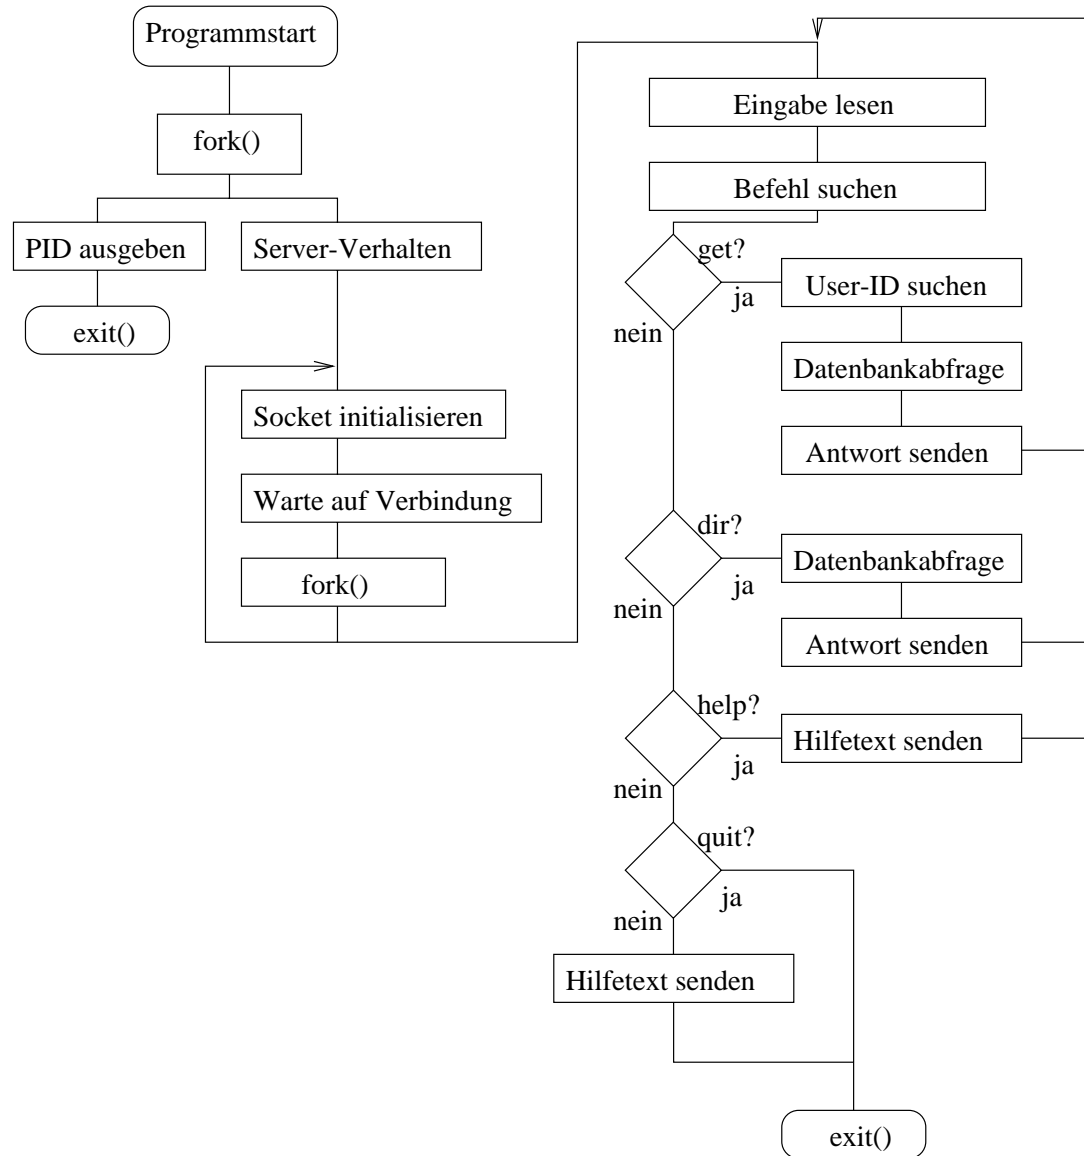 Programmstart
fork()
PID ausgeben
Server-Verhalten
exit()
Socket initialisieren
Warte auf Verbindung
fork()
Eingabe lesen
Befehl suchen
get?
ja
nein
User-ID suchen
Datenbankabfrage
Antwort senden
dir?
ja
nein
Datenbankabfrage
Antwort senden
help?
ja
nein
Hilfetext senden
quit?
ja
nein
Hilfetext senden
exit()